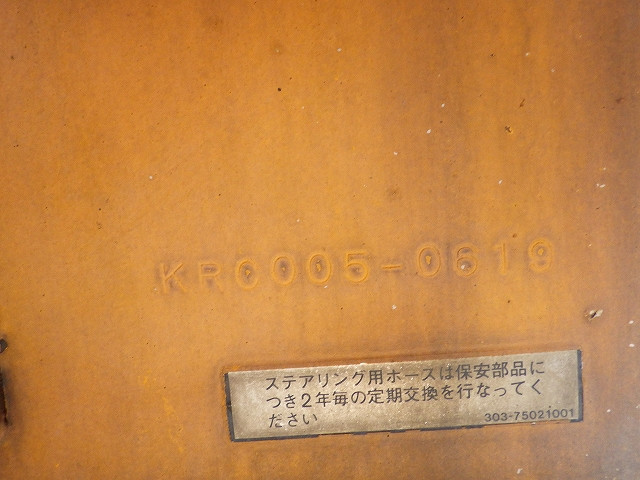 KR0005-0619
ステアリング用ホースは保安部品に
つき2年毎の定期交換を行なってく
ださい
303-75021001